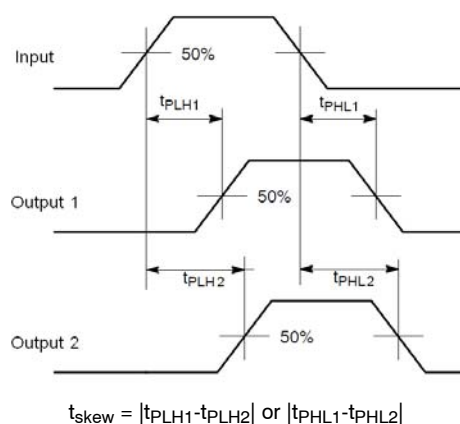 Input
50%
tPLH1
tPHL1
Output 1
50%
tPLH2
tPHL2
Output 2
50%
tskew = |tPLH1-tPLH2| or |tPHL1-tPHL2|